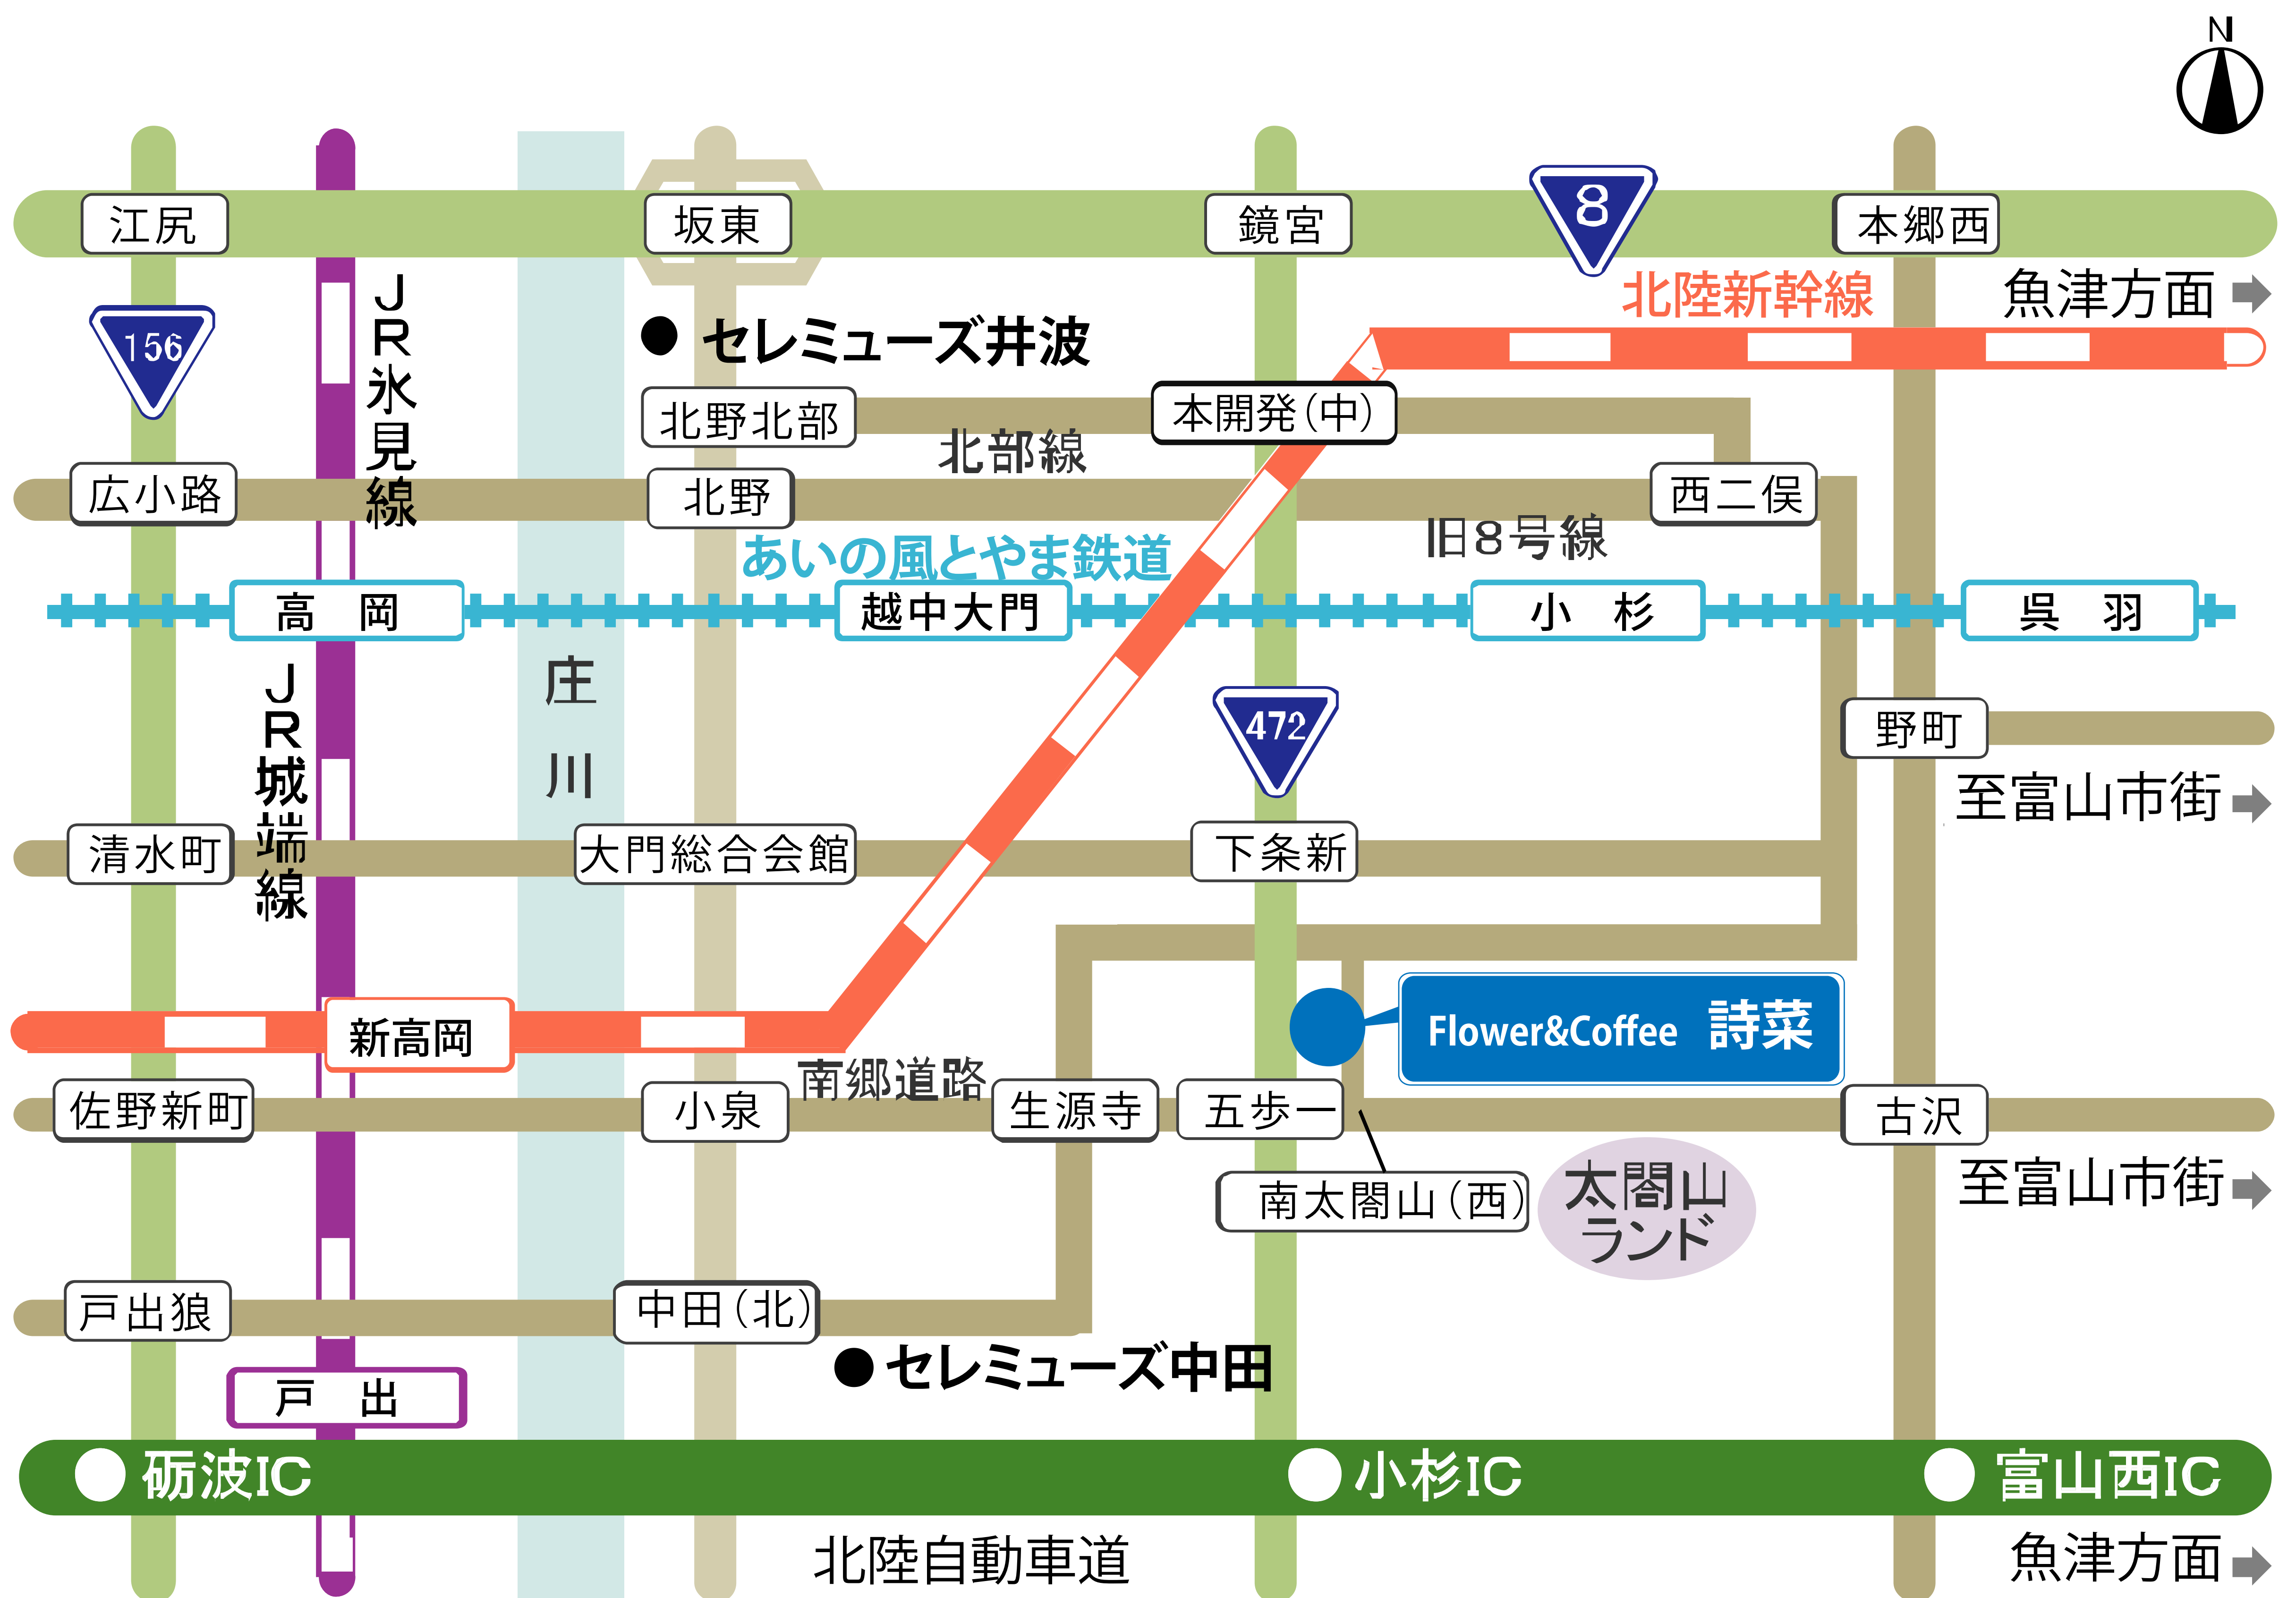 N
江尻
坂東
鏡宮
8
本郷西
北陸新幹線
魚津方面
156
JR氷見線
セレミューズ井波
北野北部
本開発(中)
北部線
広小路
北野
西二俣
旧8号線
あいの風とやま鉄道
高 岡
越中大門
小 杉
呉 羽
庄川
JR城端線
472
野町
至富山市街
清水町
大門総合会館
下条新
Flower&Coffee 詩菜
新高岡
南郷道路
佐野新町
小泉
生源寺
五歩一
古沢
南太閤山(西)
太閤山
ランド
至富山市街
戸出狼
中田(北)
セレミューズ中田
戸 出
砺波IC
小杉IC
富山西IC
北陸自動車道
魚津方面